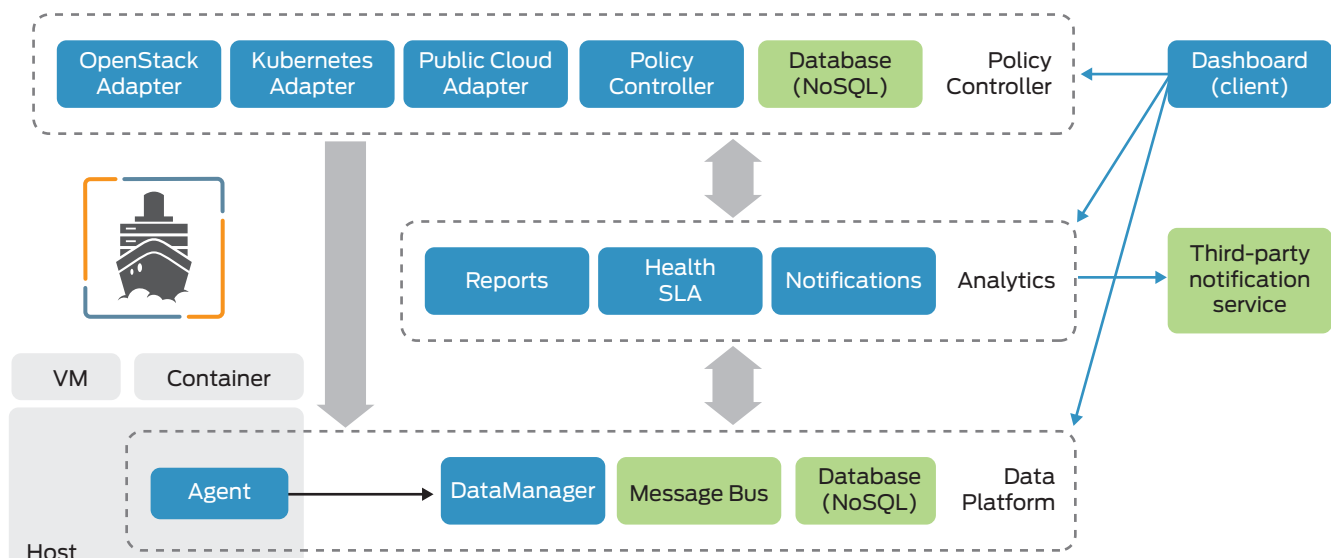 OpenStack
Adapter
Kubernetes
Adapter
Public Cloud
Adapter
Policy
Controller
Database
(NoSQL)
Policy
Controller
Dashboard
(client)
Reports
Health
SLA
Notifications
Analytics
Third-party
notification
service
VM
Container
Agent
DataManager
Message Bus
Database
(NoSQL)
Data
Platform
Host